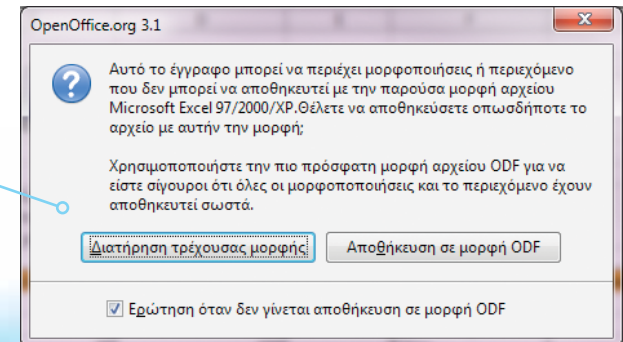 OpenOffice.org 3.1
Αυτό το έγγραφο μπορεί να περιέχει μορφοποιήσεις ή περιεχόμενο
που δεν μπορεί να αποθηκευτεί με την παρούσα μορφή αρχείου
Microsoft Excel 97/2000/XP.Θέλετε να αποθηκεύσετε οπωσδήποτε το
αρχείο με αυτήν την μορφή;
Χρησιμοποποιήστε την πιο πρόσφατη μορφή αρχείου ODF για να
είστε σίγουροι ότι όλες οι μορφοποποιήσεις και το περιεχόμενο έχουν
αποθηκευτεί σωστά.
Διατήρηση τρέχουσας μορφής Αποθήκευση σε μορφή ODF
Ερώτηση όταν δεν γίνεται αποθήκευση σε μορφή ODF